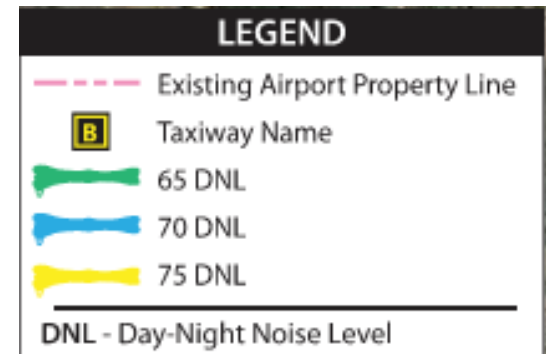 LEGEND
Existing Airport Property Line
B Taxiway Name
65 DNL
70 DNL
75 DNL
DNL - Day-Night Noise Level